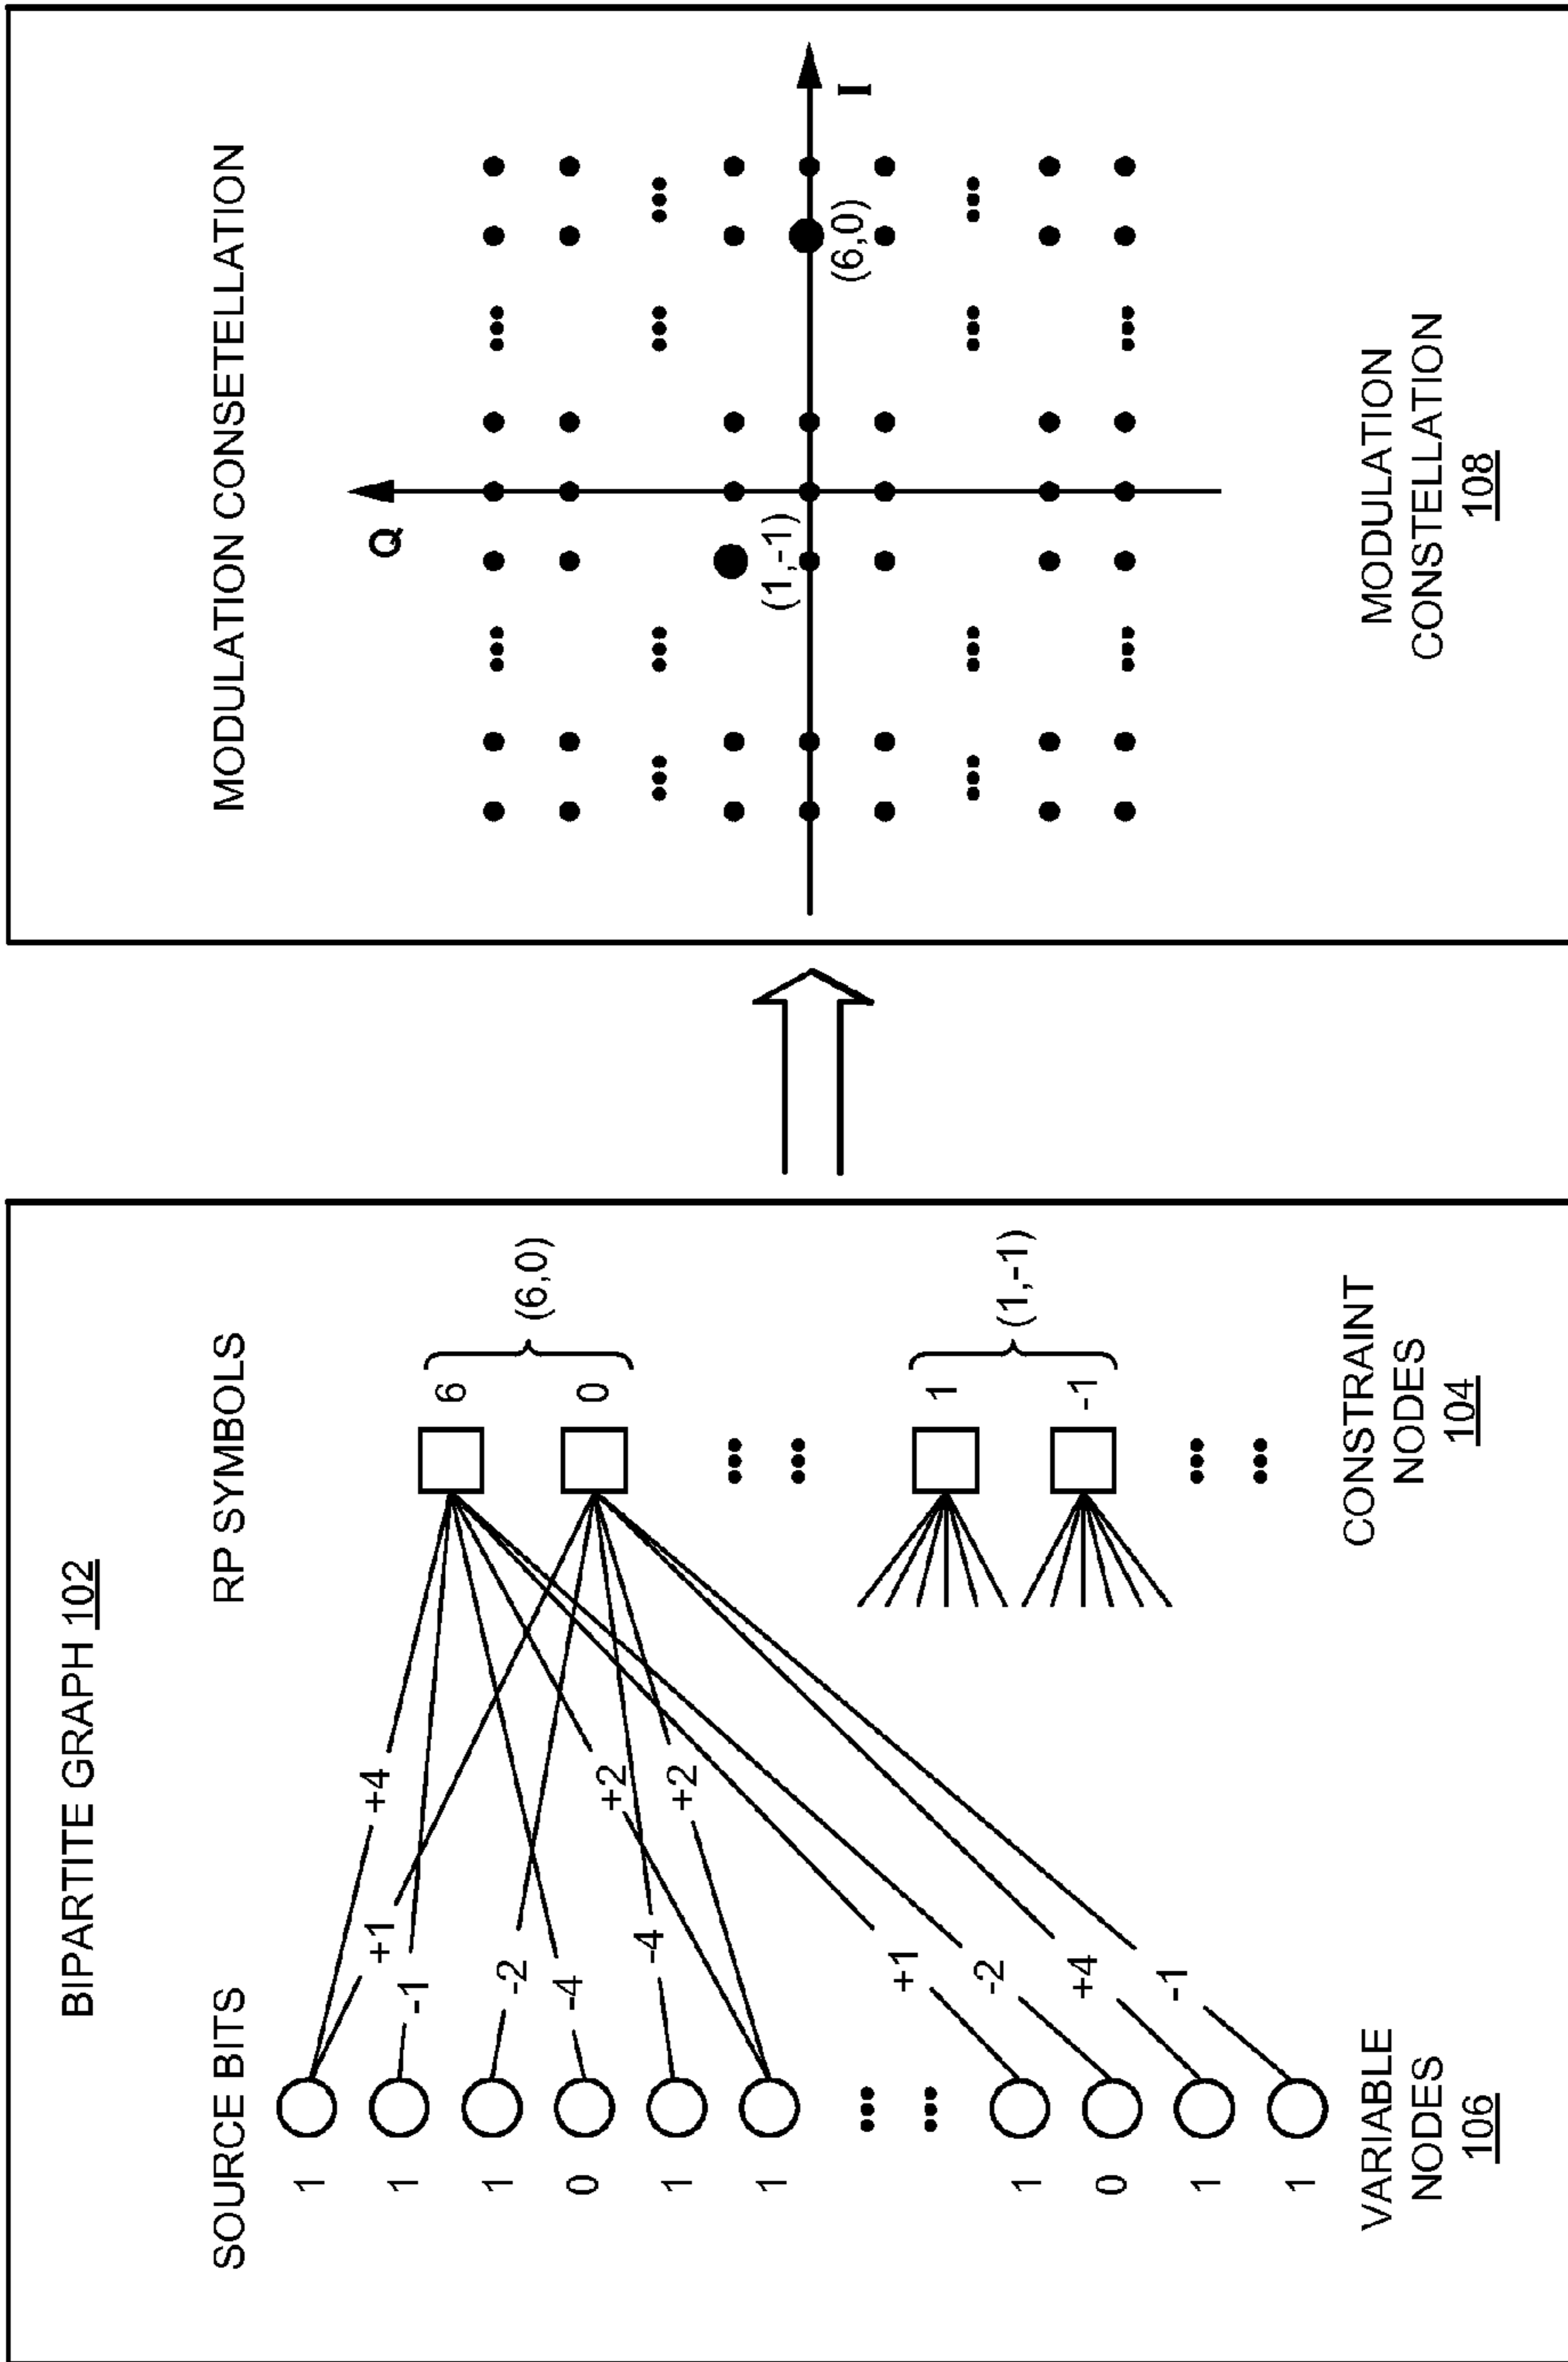 BIPARTITE GRAPH 102
SOURCE BITS
RP SYMBOLS
1
1
1
0
1
1
1
0
1
1
+4
+1
-1
-2
-4
-4
+2
+2
+1
-2
+4
-1
6
0
(6,0)
1
-1
(1,-1)
VARIABLE
NODES
106
CONSTRAINT
NODES
104
MODULATION CONSETELLATION
Q
I
(1,-1)
(6,0)
MODULATION
CONSTELLATION
108